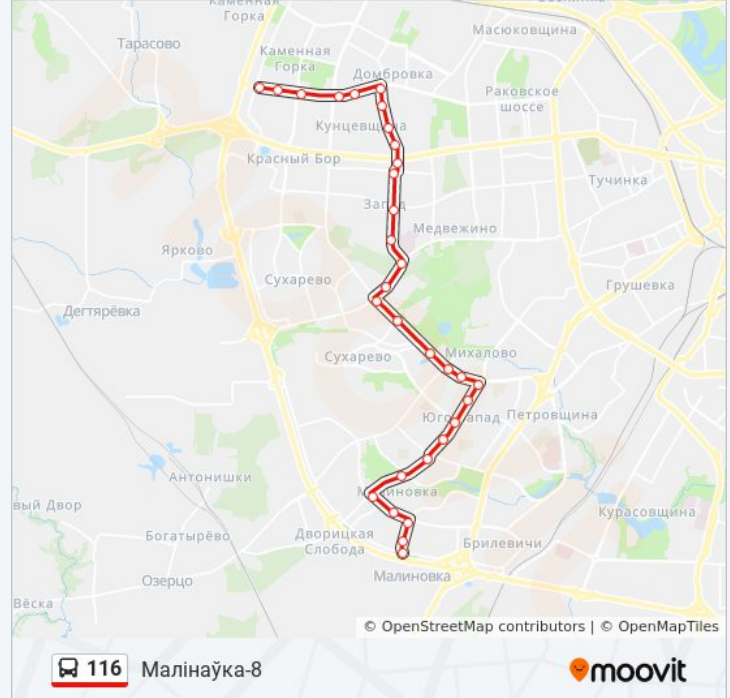 Каменная
Горка
Масюковщина
Тарасово
Каменная
Горка
Домбровка
Раковское
шоссе
Кунцевщина
Красный Бор
Тучинка
Запад
Медвежино
Ярково
Сухарево
Грушевка
Дегтярёвка
Сухарево
Михалово
Юго-Запад
Петровщина
Малиновка
Антонишки
вый Двор
Курасовщина
Дворицкая
Слобода
Богатырёво
Брилевичи
Озерцо
Малиновка
Вёска
© OpenStreetMap contributors | © OpenMapTiles
116 Малінаўка-8
moovit